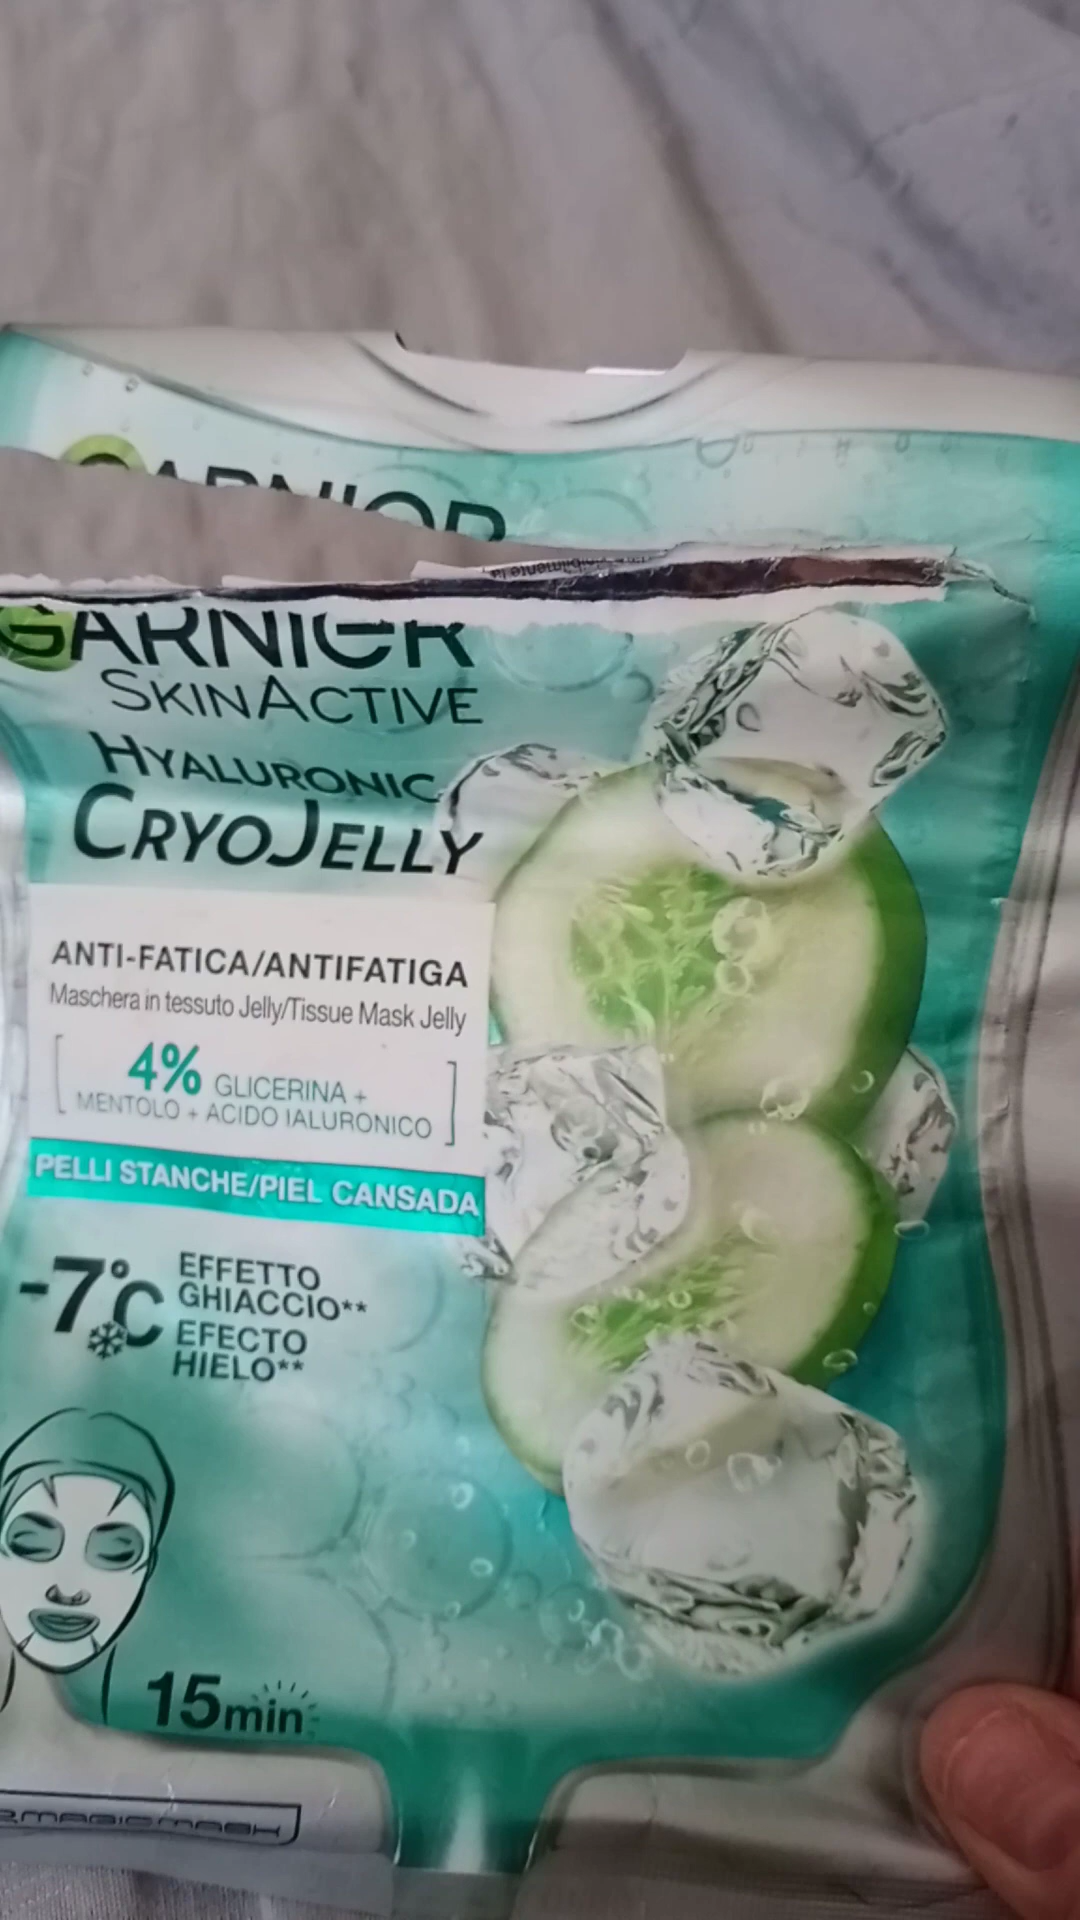 GARNIER
GARNIER
SKINACTIVE
HYALURONIC
CRYOJELLY
ANTI-FATICA/ANTIFATIGA
Maschera in tessuto Jelly/Tissue Mask Jelly
4% GLICERINA +
MENTOLO + ACIDO IALURONICO
PELLI STANCHE/PIEL CANSADA
-7°C
EFFETTO
GHIACCIO**
EFECTO
HIELO**
15min